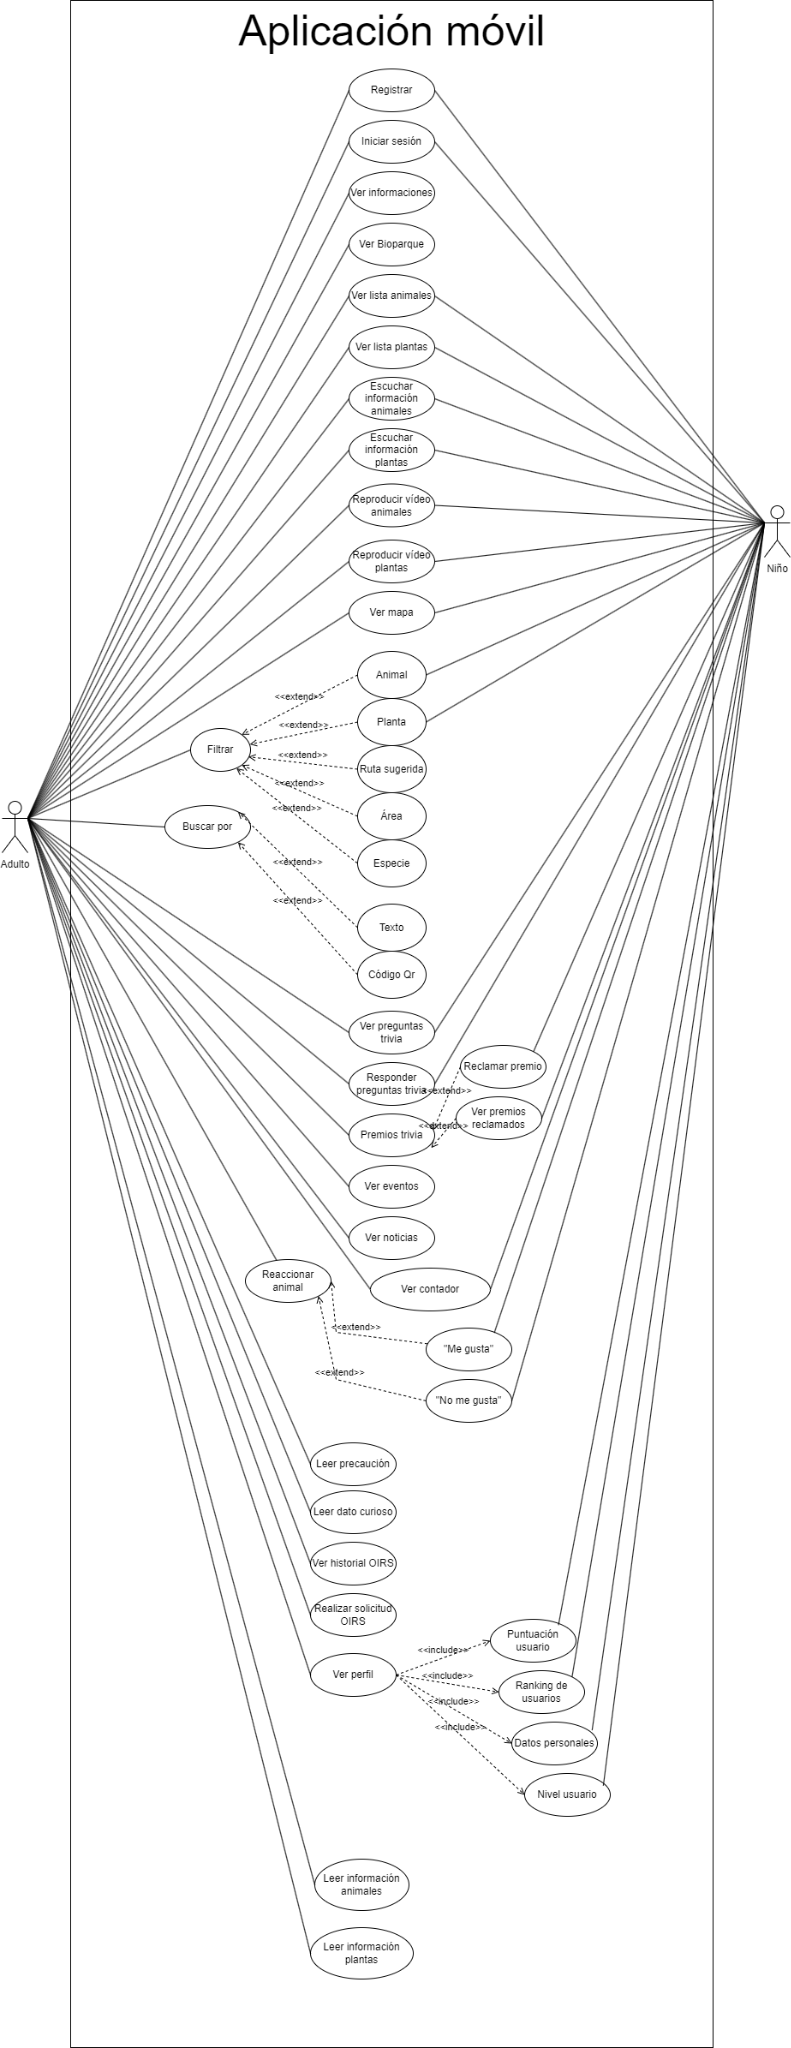 Aplicación móvil
Registrar
Iniciar sesión
Ver informaciones
Ver Bioparque
Ver lista animales
Ver lista plantas
Escuchar
información
animales
Escuchar
información
plantas
Reproducir vídeo
animales
Reproducir vídeo
plantas
Niño
Ver mapa
Animal
<<extend>>
Planta
<<extend>>
Filtrar
<<extend>>
Ruta sugerida
<<extend>>
<<extend>>
Área
Buscar por
Adulto
Especie
<<extend>>
<<extend>>
Texto
Código Qr
Ver preguntas
trivia
Responder
preguntas trivia
<<extend>>
Reclamar premio
Premios trivia
<<extend>>
Ver premios
reclamados
Ver eventos
Ver noticias
Reaccionar
animal
Ver contador
<<extend>>
"Me gusta"
<<extend>>
"No me gusta"
Leer precaución
Leer dato curioso
Ver historial OIRS
Realizar solicitud
OIRS
Puntuación
usuario
<<include>>
Ver perfil
<<include>>
Ranking de
usuarios
<<include>>
<<include>>
Datos personales
Nivel usuario
Leer información
animales
Leer información
plantas